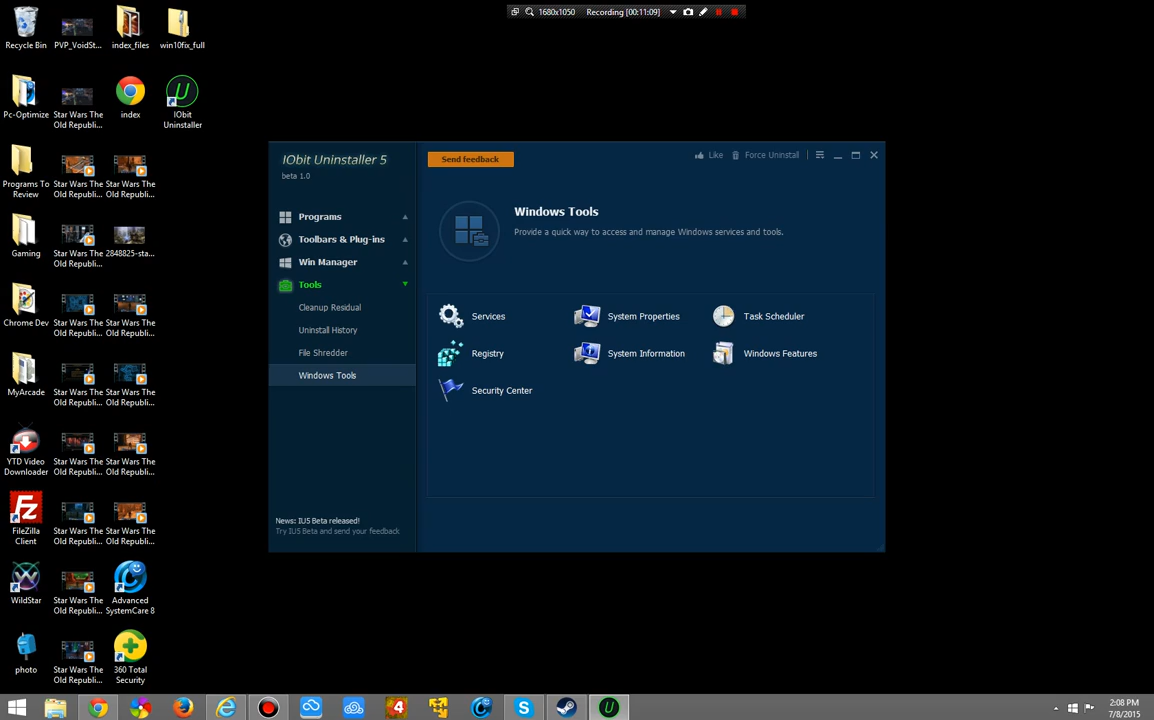 1680x1050
Recording [00:11:09]
Recycle Bin
PVP_VoidSt...
index_files
win10fix_full
Pc-Optimize
Star Wars The
Old Republi...
index
IObit
Uninstaller
Programs To
Review
Star Wars The
Old Republi...
Star Wars The
Old Republi...
Gaming
Star Wars The
Old Republi...
2848825-sta...
Chrome Dev
Star Wars The
Old Republi...
Star Wars The
Old Republi...
MyArcade
Star Wars The
Old Republi...
Star Wars The
Old Republi...
YTD Video
Downloader
Star Wars The
Old Republi...
Star Wars The
Old Republi...
FileZilla
Client
Star Wars The
Old Republi...
Star Wars The
Old Republi...
WildStar
Star Wars The
Old Republi...
Advanced
SystemCare 8
photo
Star Wars The
Old Republi...
360 Total
Security
IObit Uninstaller 5
beta 1.0
Send feedback
Like
Force Uninstall
Programs
Toolbars & Plug-ins
Win Manager
Tools
Cleanup Residual
Uninstall History
File Shredder
Windows Tools
News: IU5 Beta released!
Try IU5 Beta and send your feedback
Windows Tools
Provide a quick way to access and manage Windows services and tools.
Services
System Properties
Task Scheduler
Registry
System Information
Windows Features
Security Center
2:08 PM
7/8/2015